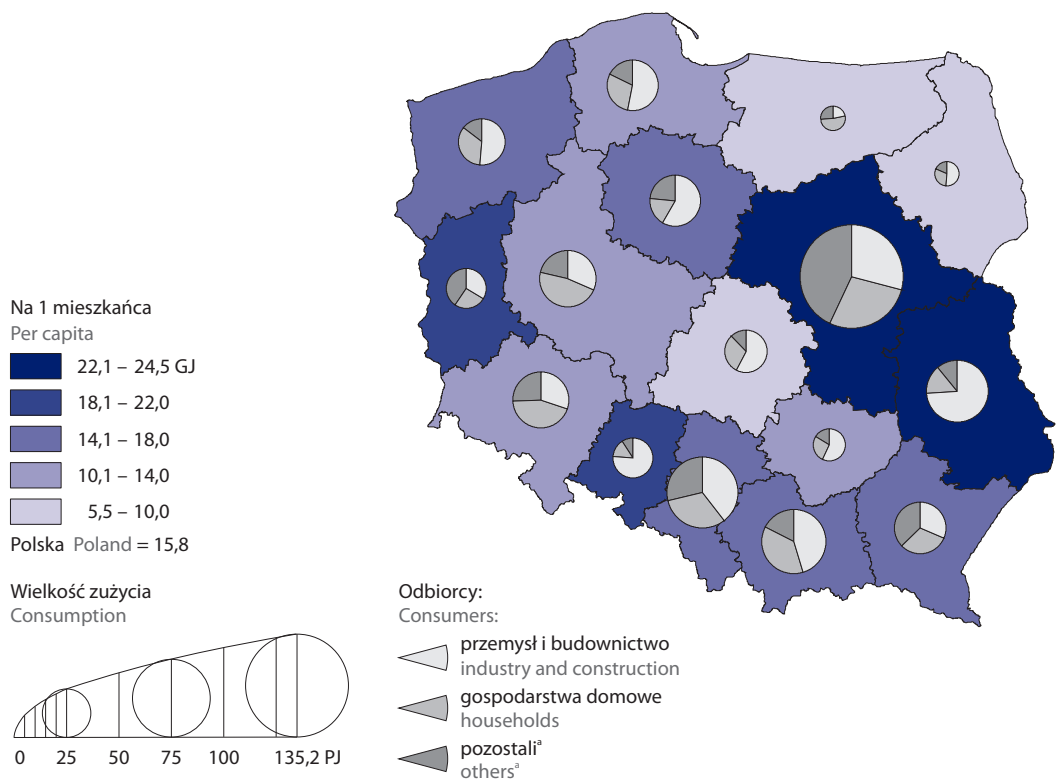 Na 1 mieszkańca
Per capita
22,1 – 24,5 GJ
18,1 – 22,0
14,1 – 18,0
10,1 – 14,0
5,5 – 10,0
Polska Poland = 15,8
Wielkość zużycia
Consumption
0 25 50 75 100 135,2 PJ
Odbiorcy:
Consumers:
przemysł i budownictwo
industry and construction
gospodarstwa domowe
households
pozostaliª
othersª